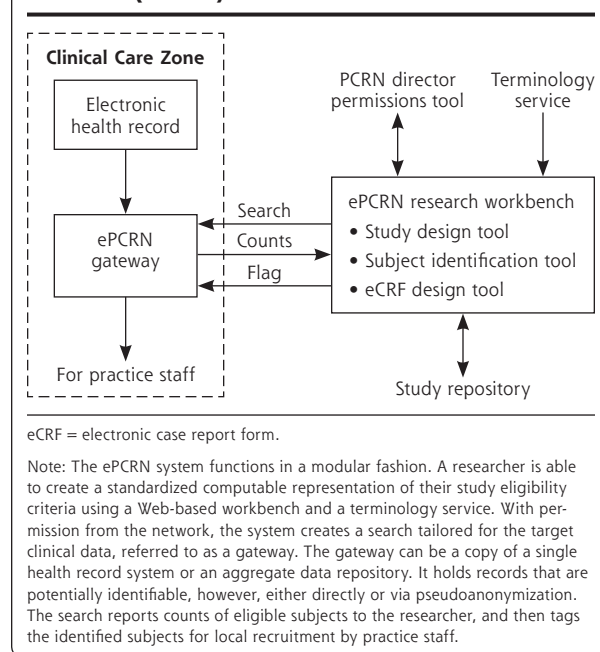 Clinical Care Zone
Electronic
health record
ePCRN
gateway
For practice staff
Search
Counts
Flag
PCRN director
permissions tool
Terminology
service
ePCRN research workbench
• Study design tool
• Subject identification tool
• eCRF design tool
Study repository
eCRF = electronic case report form.
Note: The ePCRN system functions in a modular fashion. A researcher is able
to create a standardized computable representation of their study eligibility
criteria using a Web-based workbench and a terminology service. With per-
mission from the network, the system creates a search tailored for the target
clinical data, referred to as a gateway. The gateway can be a copy of a single
health record system or an aggregate data repository. It holds records that are
potentially identifiable, however, either directly or via pseudoanonymization.
The search reports counts of eligible subjects to the researcher, and then tags
the identified subjects for local recruitment by practice staff.